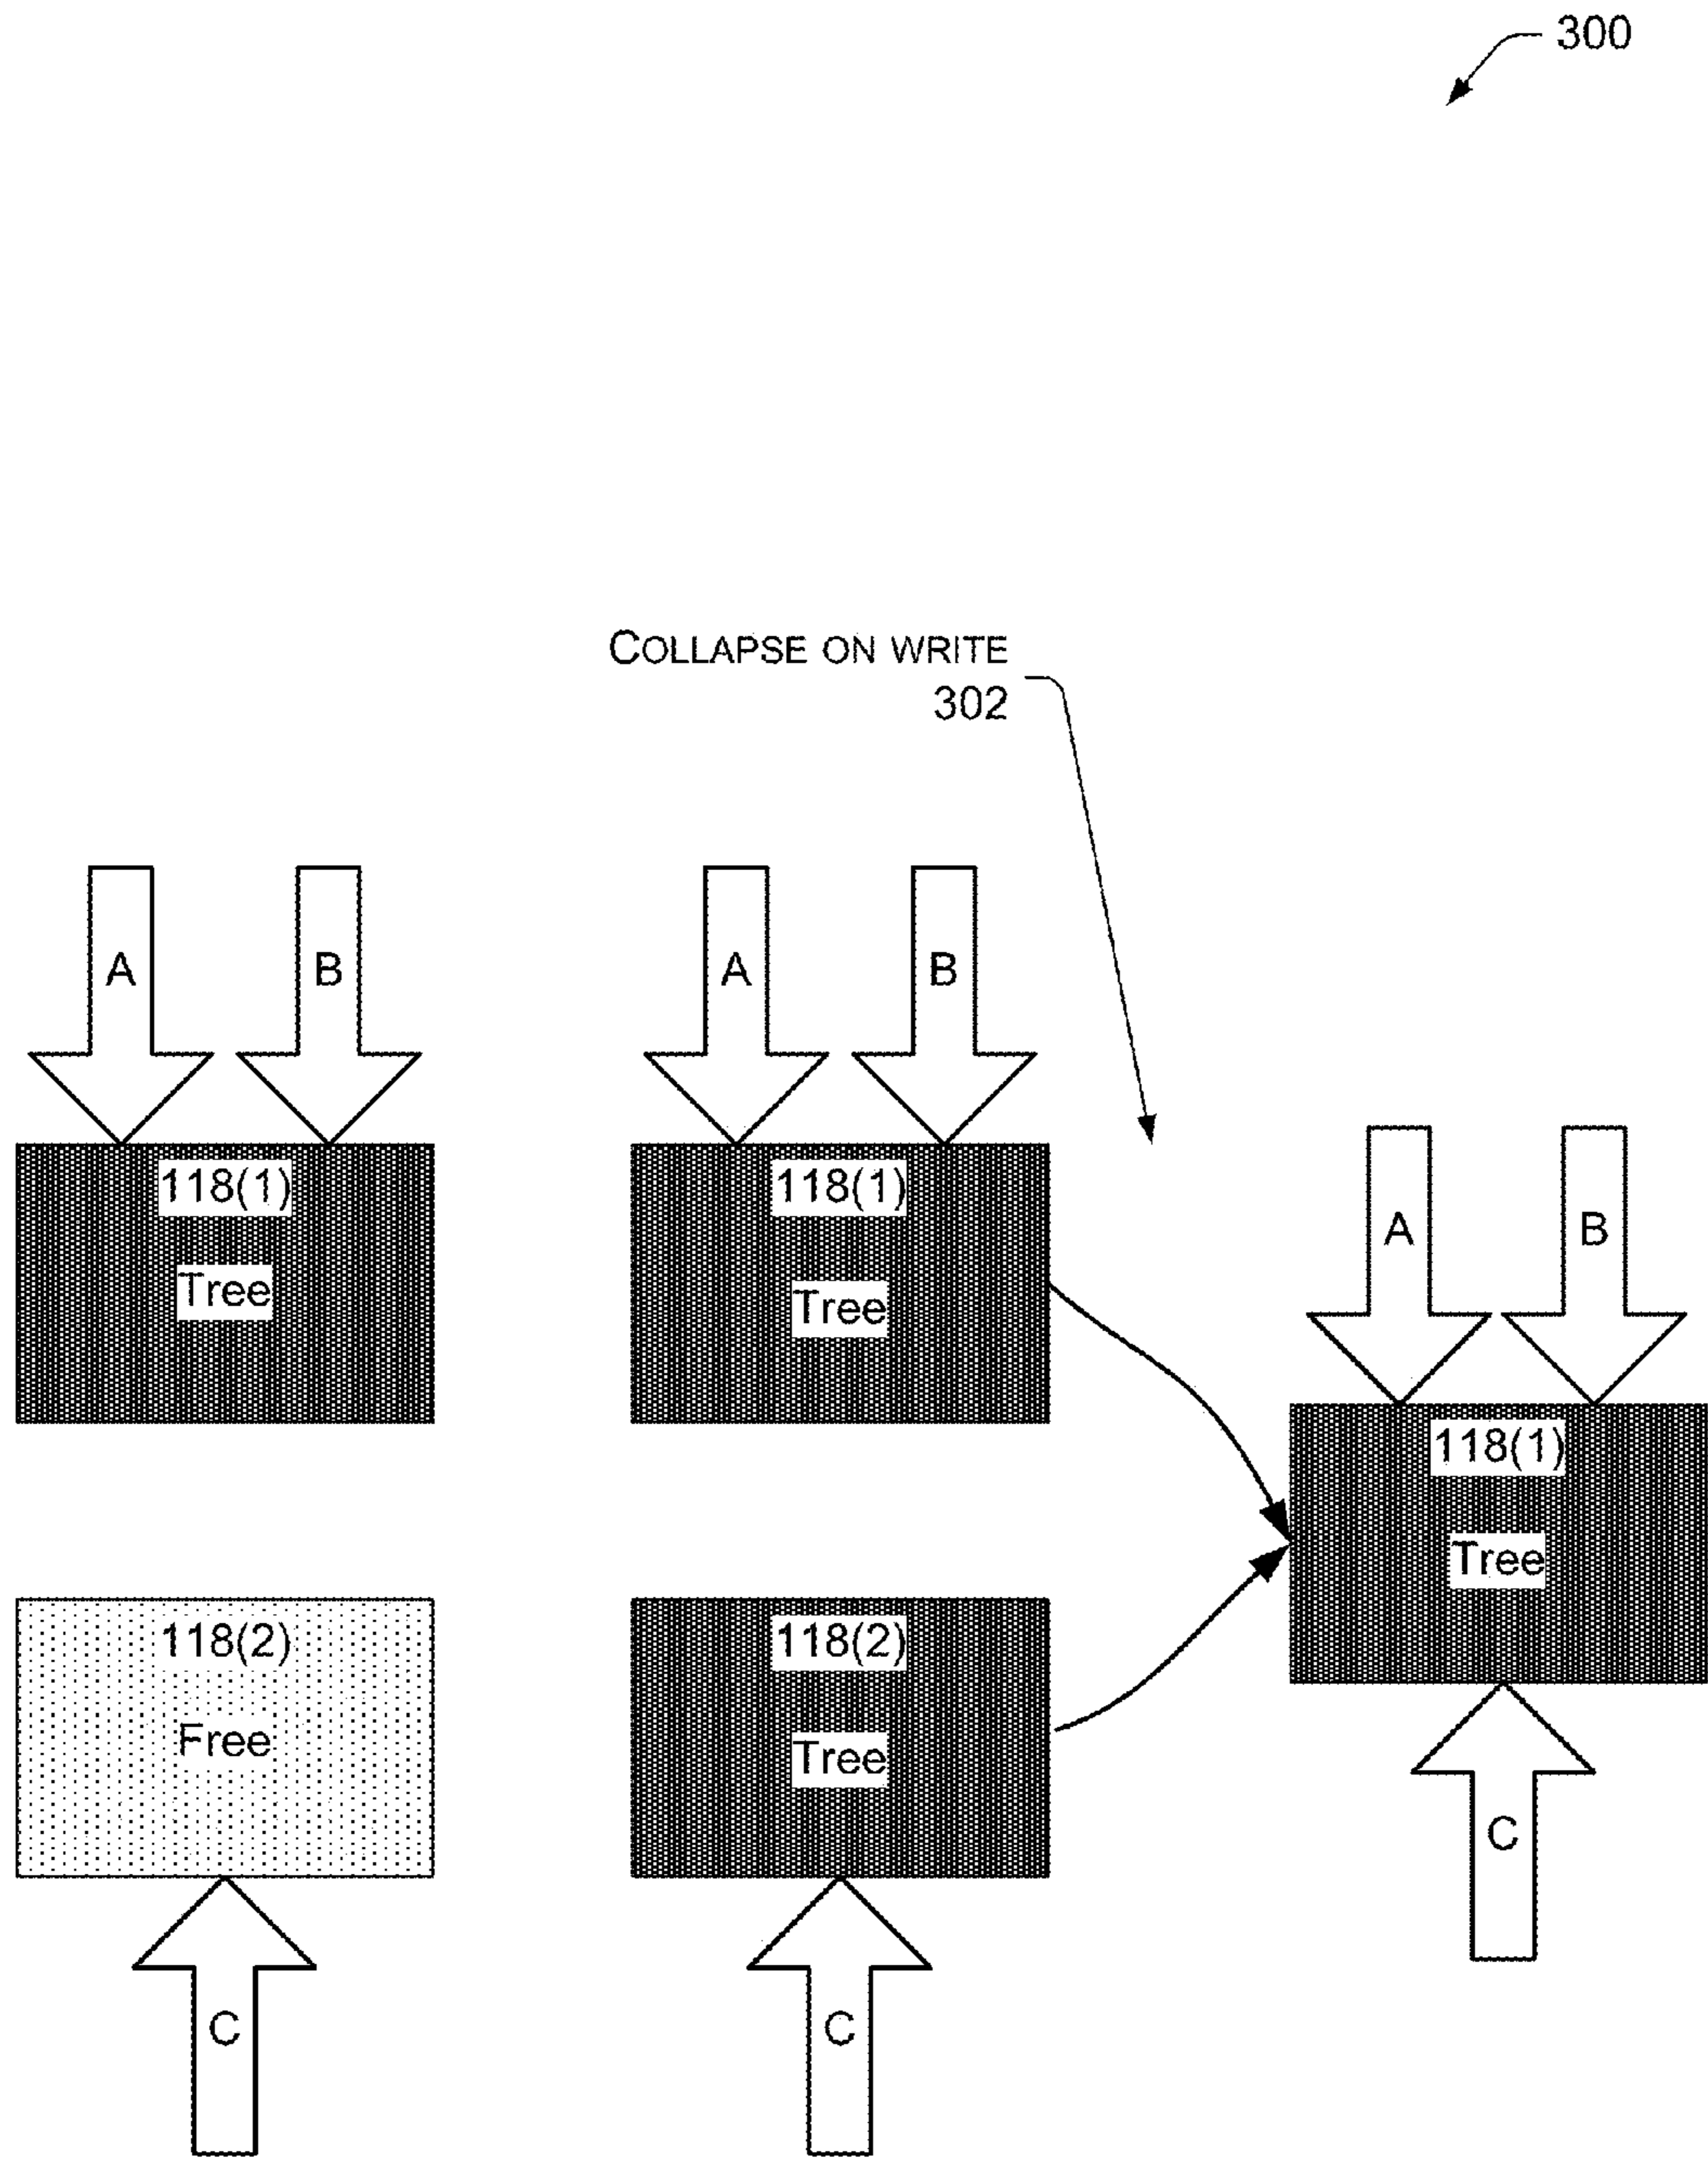 300
COLLAPSE ON WRITE
302
A B A B
118(1) 118(1)
A B
Tree Tree
118(1)
Tree
118(2) 118(2)
Free Tree
C
C C